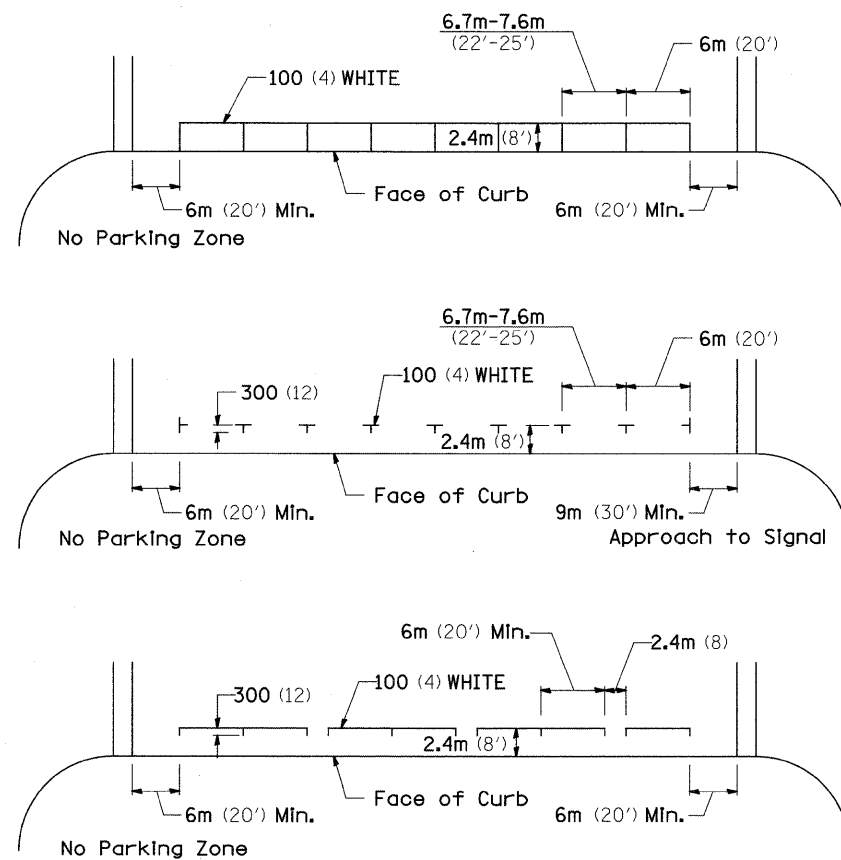 6.7m-7.6m
(22'-25')
6m (20')
100 (4) WHITE
2.4m (8')
Face of Curb
6m (20') Min.
6m (20') Min.
No Parking Zone
6.7m-7.6m
(22'-25')
6m (20')
300 (12)
100 (4) WHITE
2.4m (8')
Face of Curb
6m (20') Min.
9m (30') Min.
No Parking Zone
Approach to Signal
6m (20') Min.
2.4m (8)
300 (12)
100 (4) WHITE
2.4m (8')
Face of Curb
6m (20') Min.
6m (20') Min.
No Parking Zone